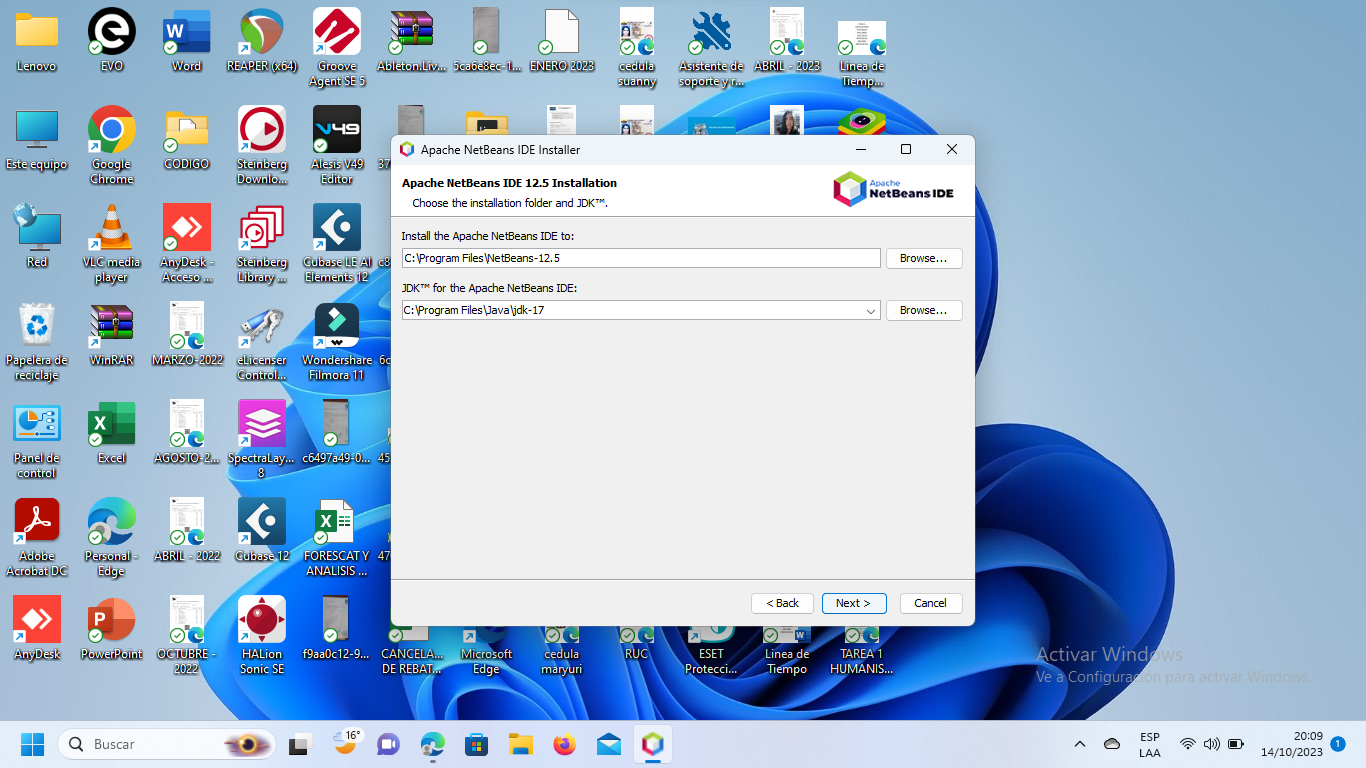 Lenovo
EVO
Word
REAPER (x64)
Groove
Agent SE 5
Ableton.Liv...
5ca6e8ec-1...
ENERO 2023
cedula
suanny
Asistente de
soporte y r...
ABRIL - 2023
Linea de
Tiemp...
Este equipo
Google
Chrome
CODIGO
Steinberg
Downlo...
V49
Alesis V49
Editor
37
Red
VLC media
player
AnyDesk -
Acceso ...
Steinberg
Library ...
Cubase LE AI
Elements 12
c8
Papelera de
reciclaje
WinRAR
MARZO-2022
eLicenser
Control...
Wondershare
Filmora 11
6c
Panel de
control
Excel
AGOSTO-2...
SpectraLay...
8
c6497a49-0...
45
Adobe
Acrobat DC
Personal -
Edge
ABRIL - 2022
Cubase 12
FORESCAT Y
ANALISIS ...
47
AnyDesk
PowerPoint
OCTUBRE -
2022
HALion
Sonic SE
f9aa0c12-9...
CANCELA...
DE REBAT...
Microsoft
Edge
cedula
maryuri
RUC
ESET
Protecci...
Linea de
Tiempo
TAREA 1
HUMANIS...
Apache NetBeans IDE Installer
Apache NetBeans IDE 12.5 Installation
Choose the installation folder and JDK™.
Apache
NetBeans IDE
Install the Apache NetBeans IDE to:
C:\Program Files\NetBeans-12.5
Browse...
JDK™ for the Apache NetBeans IDE:
C:\Program Files\Java\jdk-17
Browse...
< Back
Next >
Cancel
Activar Windows
Ve a Configuración para activar Windows.
Buscar
16°
ESP
LAA
20:09
14/10/2023
1